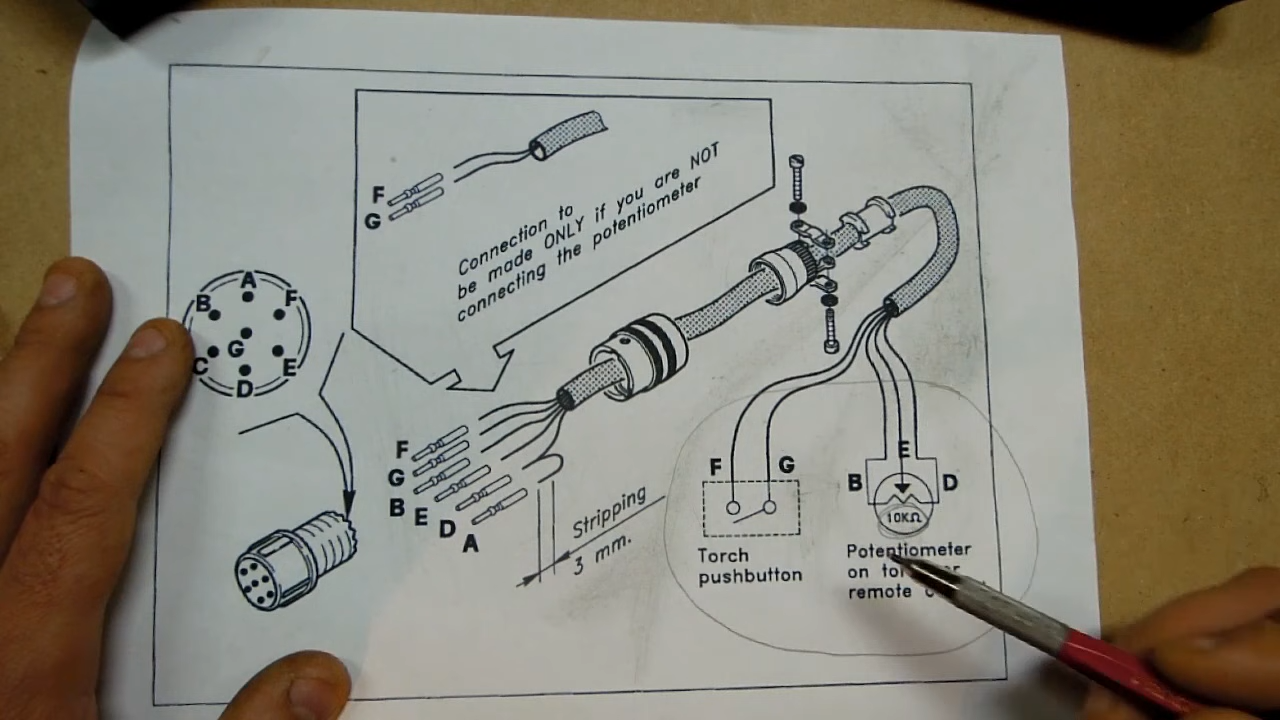 F
G
Connection to
be made ONLY if you are NOT
connecting the potentiometer
A
B
F
G
C
E
D
F
G
B
E
D
A
Stripping
3 mm.
F
G
Torch
pushbutton
E
B
D
10KΩ
Potentiometer
on
remote